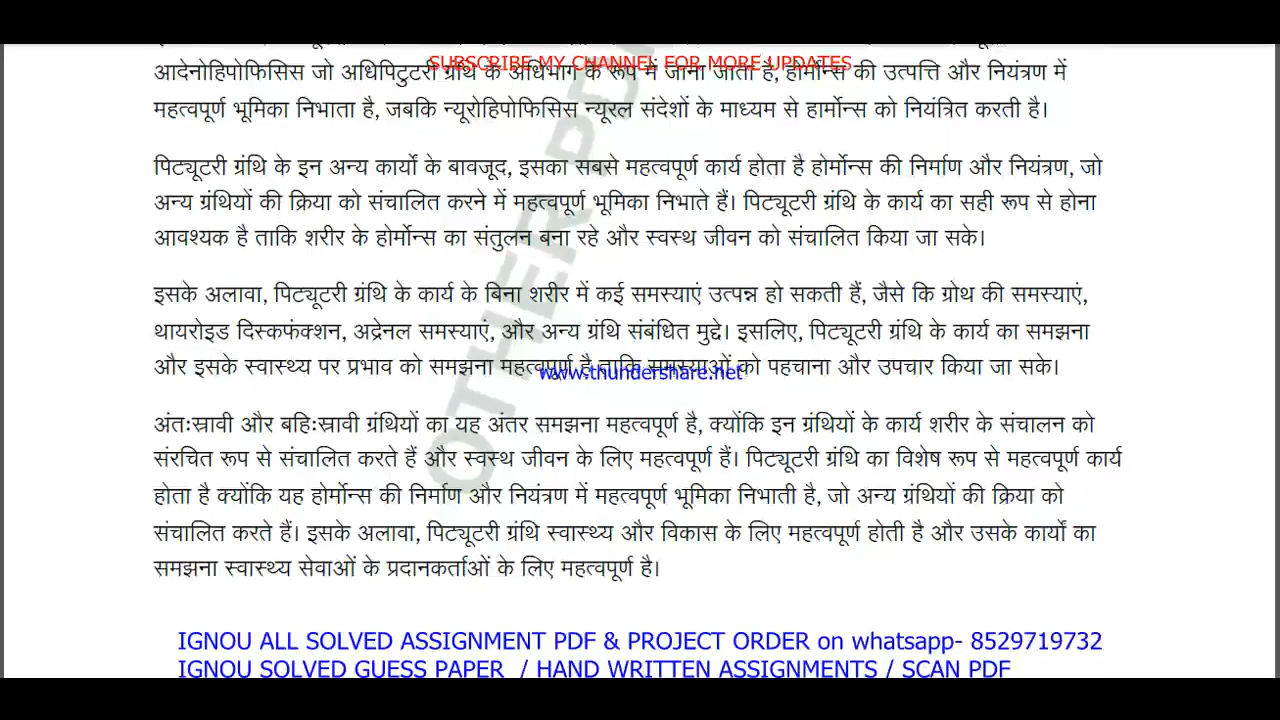 SUBSCRIBE MY CHANNEL FOR MORE UPDATES
आदेनोहिपोफिसिस जो अधिपिटुटरी ग्रंथि के अधिभाग के रूप में जाना जाता है, होर्मोन्स की उत्पत्ति और नियंत्रण में
महत्वपूर्ण भूमिका निभाता है, जबकि न्यूरोहिपोफिसिस न्यूरल संदेशों के माध्यम से हार्मोन्स को नियंत्रित करती है।
पिट्यूटरी ग्रंथि के इन अन्य कार्यों के बावजूद, इसका सबसे महत्वपूर्ण कार्य होता है होर्मोन्स की निर्माण और नियंत्रण, जो
अन्य ग्रंथियों की क्रिया को संचालित करने में महत्वपूर्ण भूमिका निभाते हैं। पिट्यूटरी ग्रंथि के कार्य का सही रूप से होना
आवश्यक है ताकि शरीर के होर्मोन्स का संतुलन बना रहे और स्वस्थ जीवन को संचालित किया जा सके।
इसके अलावा, पिट्यूटरी ग्रंथि के कार्य के बिना शरीर में कई समस्याएं उत्पन्न हो सकती हैं, जैसे कि ग्रोथ की समस्याएं,
थायरोइड दिस्कफंक्शन, अद्रेनल समस्याएं, और अन्य ग्रंथि संबंधित मुद्दे। इसलिए, पिट्यूटरी ग्रंथि के कार्य का समझना
और इसके स्वास्थ्य पर प्रभाव को समझना महत्वपूर्ण है ताकि समस्याओं को पहचाना और उपचार किया जा सके।
www.thundershare.net
अंतःस्रावी और बहिःस्रावी ग्रंथियों का यह अंतर समझना महत्वपूर्ण है, क्योंकि इन ग्रंथियों के कार्य शरीर के संचालन को
संरचित रूप से संचालित करते हैं और स्वस्थ जीवन के लिए महत्वपूर्ण हैं। पिट्यूटरी ग्रंथि का विशेष रूप से महत्वपूर्ण कार्य
होता है क्योंकि यह होर्मोन्स की निर्माण और नियंत्रण में महत्वपूर्ण भूमिका निभाती है, जो अन्य ग्रंथियों की क्रिया को
संचालित करते हैं। इसके अलावा, पिट्यूटरी ग्रंथि स्वास्थ्य और विकास के लिए महत्वपूर्ण होती है और उसके कार्यों का
समझना स्वास्थ्य सेवाओं के प्रदानकर्ताओं के लिए महत्वपूर्ण है।
OTHER PD
IGNOU ALL SOLVED ASSIGNMENT PDF & PROJECT ORDER on whatsapp- 8529719732
IGNOU SOLVED GUESS PAPER / HAND WRITTEN ASSIGNMENTS / SCAN PDF